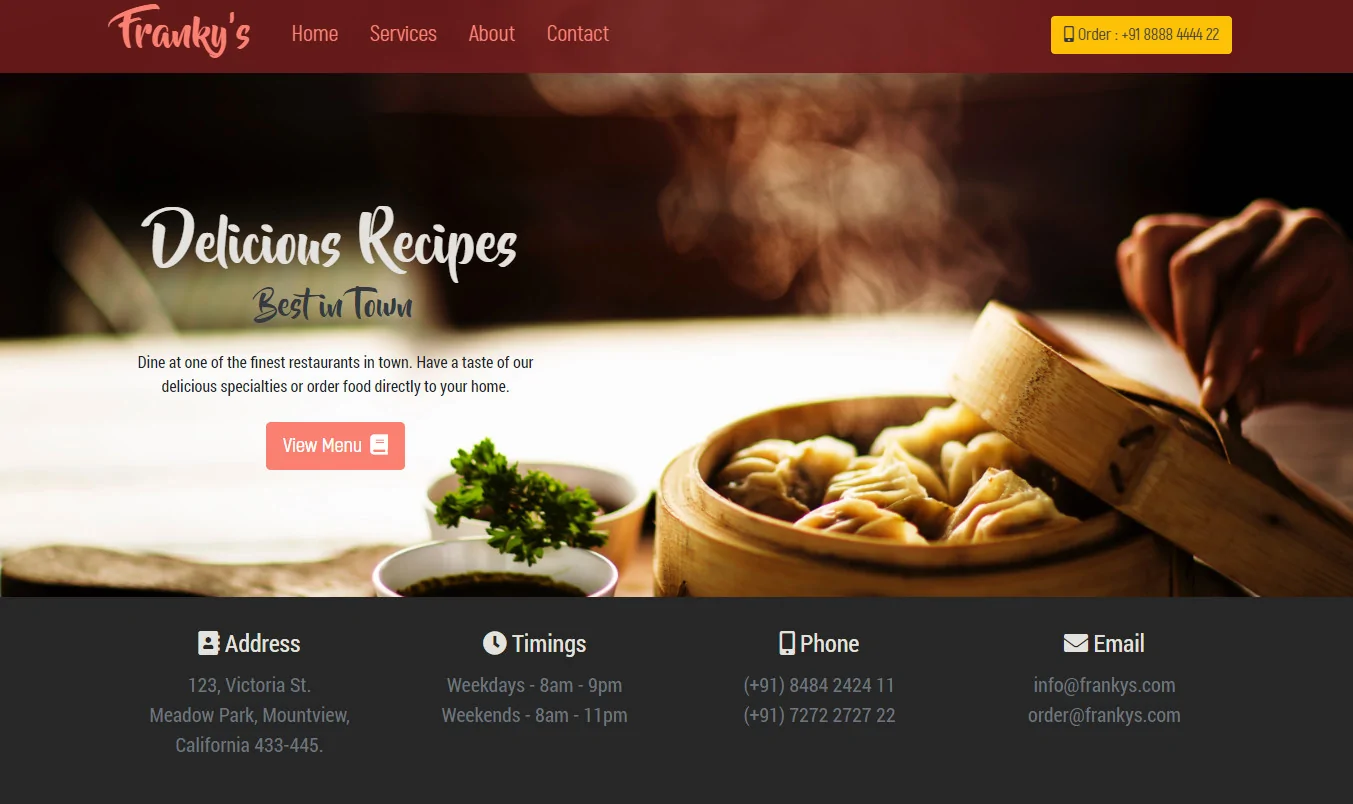 Franky's
Home Services About Contact
Order : +91 8888 4444 22
Delicious Recipes
Best in Town
Dine at one of the finest restaurants in town. Have a taste of our
delicious specialties or order food directly to your home.
View Menu
Address
123, Victoria St.
Meadow Park, Mountview,
California 433-445.
Timings
Weekdays - 8am - 9pm
Weekends - 8am - 11pm
Phone
(+91) 8484 2424 11
(+91) 7272 2727 22
Email
info@frankys.com
order@frankys.com